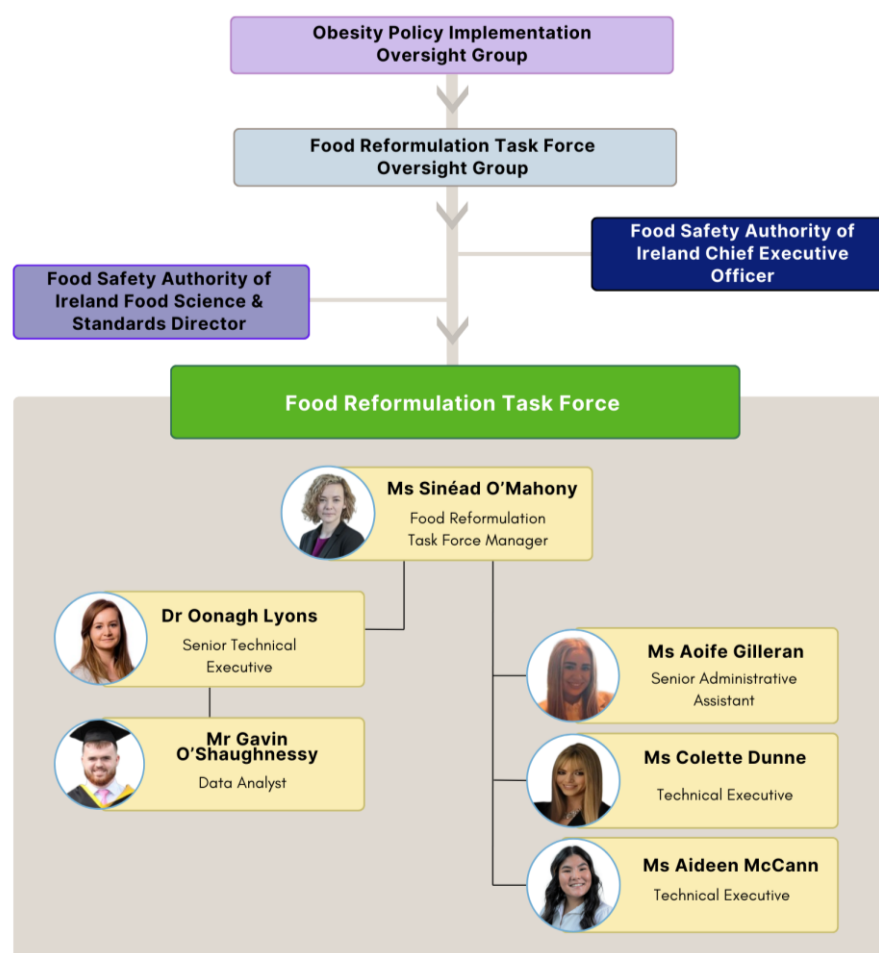 Obesity Policy Implementation
Oversight Group
Food Reformulation Task Force
Oversight Group
Food Safety Authority of
Ireland Chief Executive
Officer
Food Safety Authority of
Ireland Food Science &
Standards Director
Food Reformulation Task Force
Ms Sinéad O’Mahony
Food Reformulation
Task Force Manager
Dr Oonagh Lyons
Senior Technical
Executive
Mr Gavin
O’Shaughnessy
Data Analyst
Ms Aoife Gilleran
Senior Administrative
Assistant
Ms Colette Dunne
Technical Executive
Ms Aideen McCann
Technical Executive